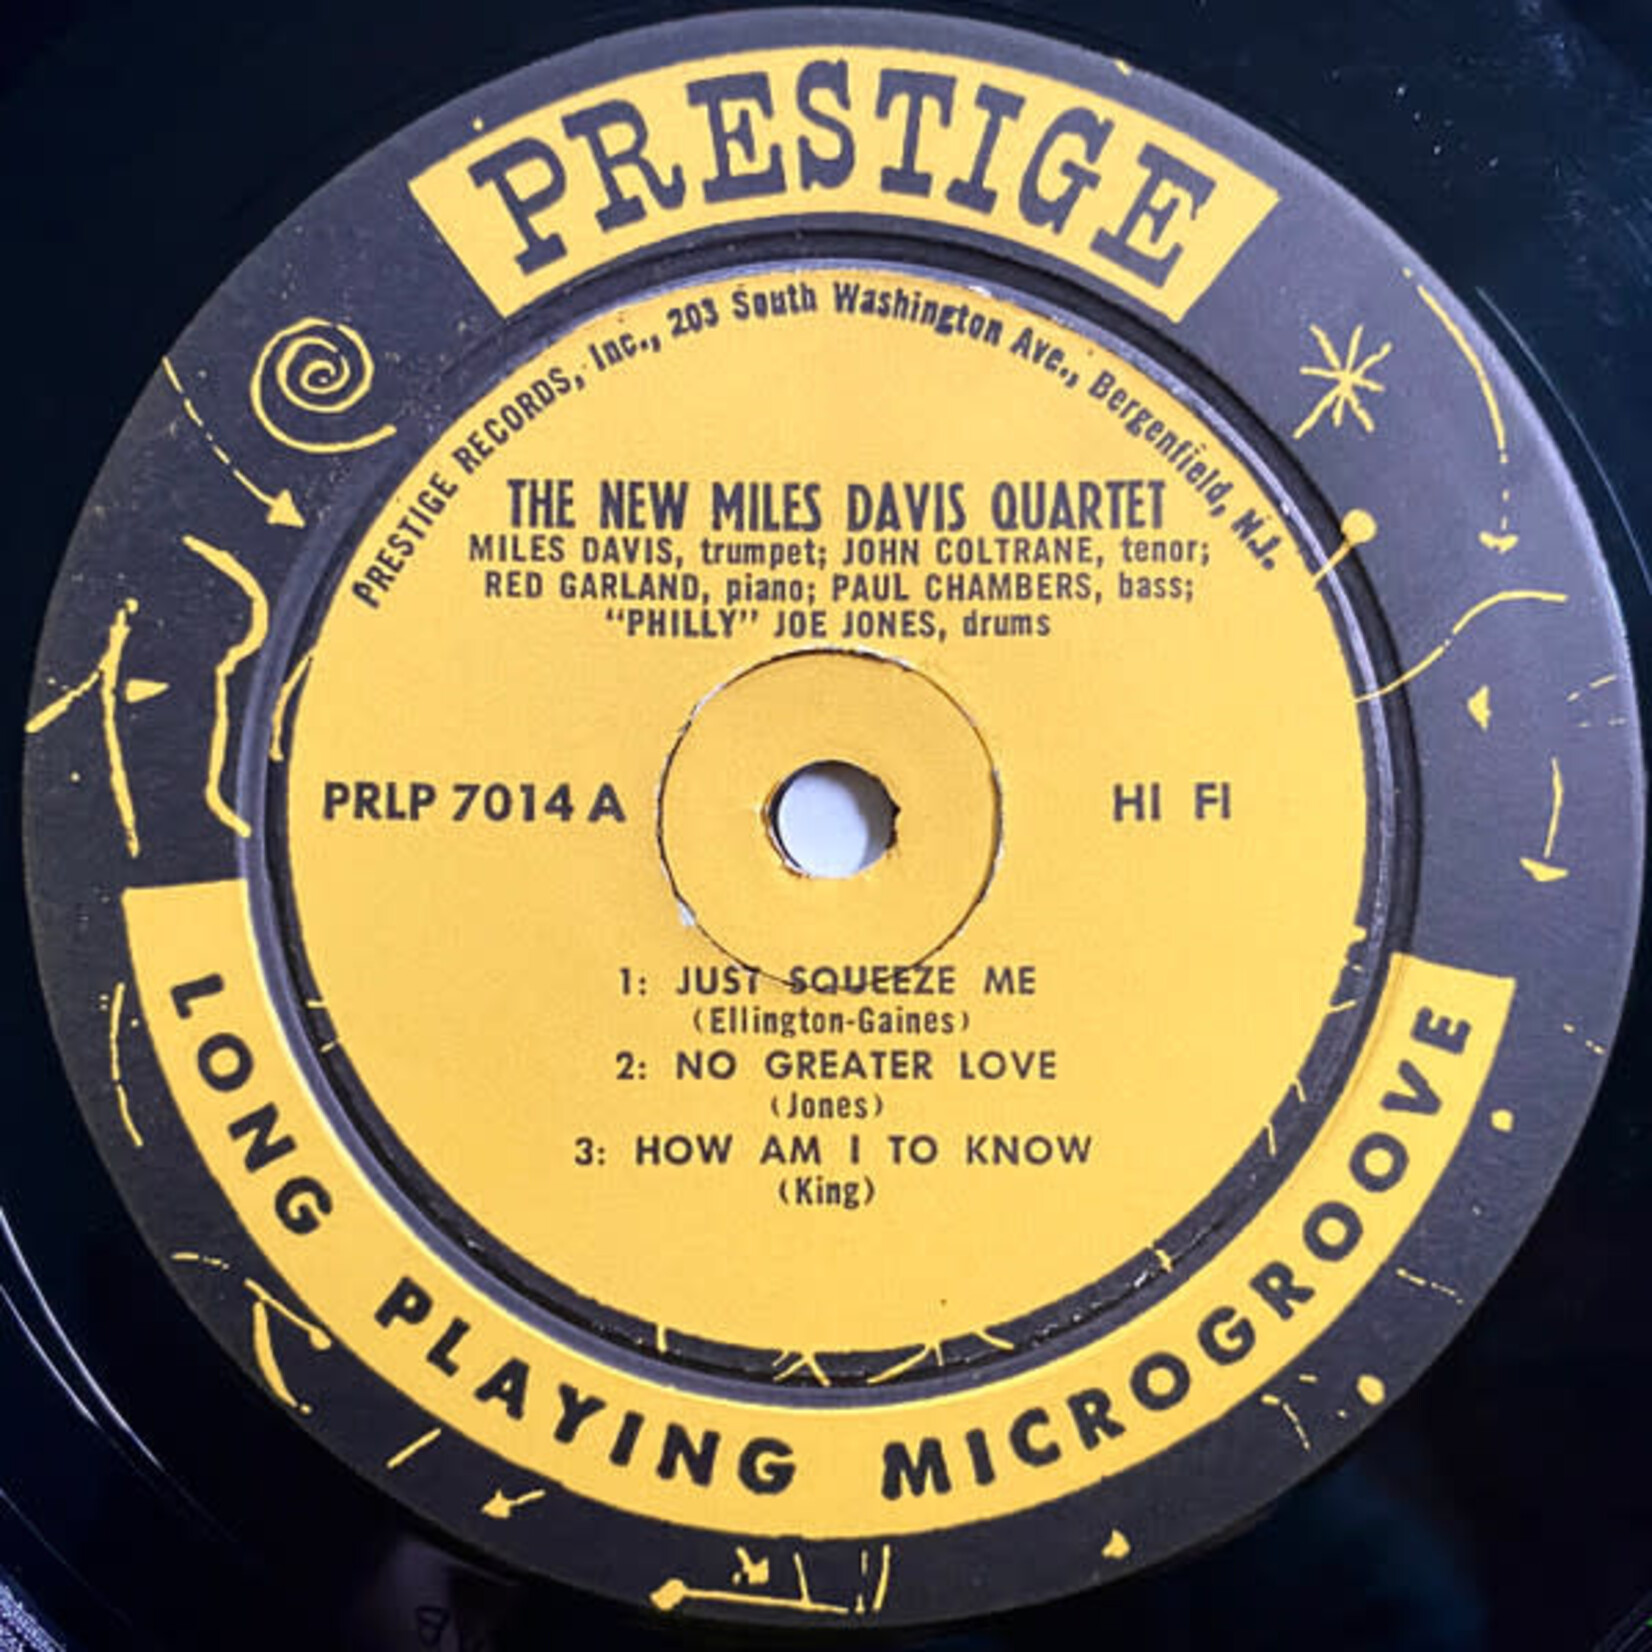 PRESTIGE
PRESTIGE RECORDS, Inc., 203 South Washington Ave., Bergenfield, N.J.
THE NEW MILES DAVIS QUARTET
MILES DAVIS, trumpet; JOHN COLTRANE, tenor;
RED GARLAND, piano; PAUL CHAMBERS, bass;
“PHILLY” JOE JONES, drums
PRLP 7014 A
HI FI
1: JUST SQUEEZE ME
(Ellington-Gaines)
2: NO GREATER LOVE
(Jones)
3: HOW AM I TO KNOW
(King)
LONG PLAYING MICROGROOVE